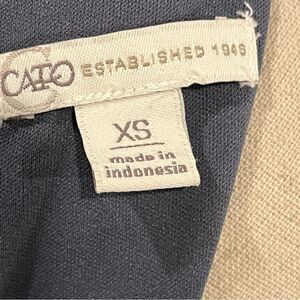 CATO ESTABLISHED 1946
XS
made in
indonesia